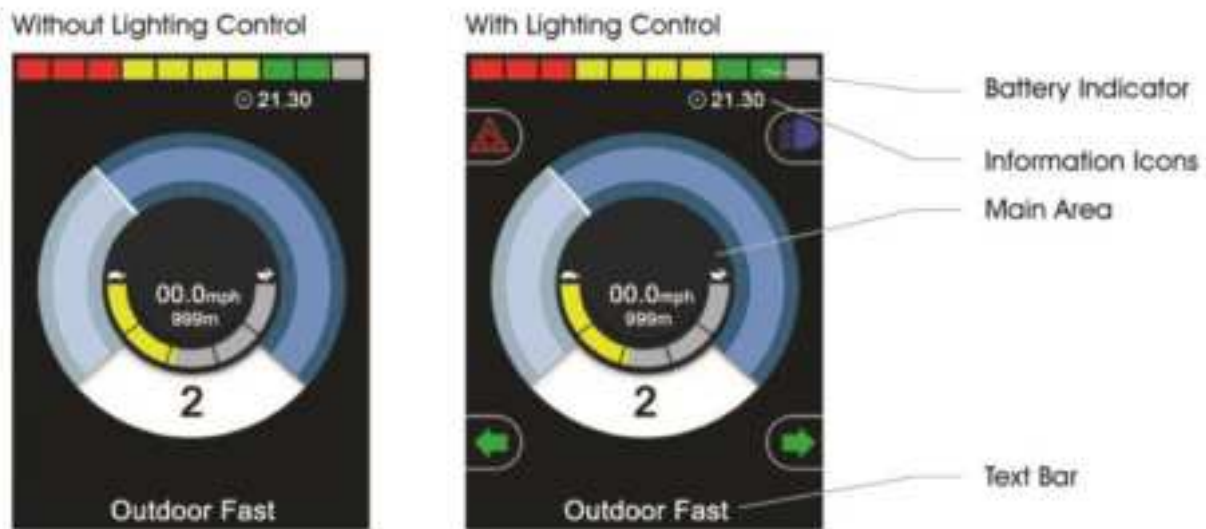 Without Lighting Control
21.30
00.0mph
999m
2
Outdoor Fast
With Lighting Control
21.30
00.0mph
999m
2
Outdoor Fast
Battery Indicator
Information Icons
Main Area
Text Bar